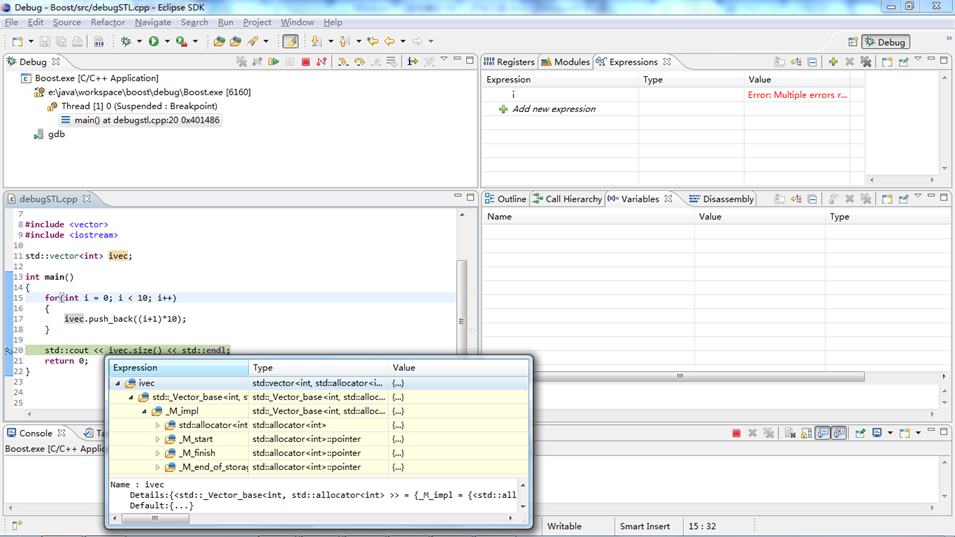 Debug - Boost/src/debugSTL.cpp - Eclipse SDK
File Edit Source Refactor Navigate Search Run Project Window Help
Debug
Debug
Boost.exe [C/C++ Application]
e:\java\workspace\boost\debug\Boost.exe [6160]
Thread [1] 0 (Suspended : Breakpoint)
main() at debugstl.cpp:20 0x401486
gdb
Registers Modules Expressions
Expression Type Value
i Error: Multiple errors r...
Add new expression
debugSTL.cpp
7
8 #include <vector>
9 #include <iostream>
10
11 std::vector<int> ivec;
12
13 int main()
14 {
15 for(int i = 0; i < 10; i++)
16 {
17 ivec.push_back((i+1)*10);
18 }
19
20 std::cout << ivec.size() << std::endl;
21 return 0;
22 }
23
24
25
Outline Call Hierarchy Variables Disassembly
Name Value Type
Expression Type Value
ivec std::vector<int, std::allocator<i... {...}
std::_Vector_base<int, s std::_Vector_base<int, std::alloc... {...}
_M_impl std::_Vector_base<int, std::alloc... {...}
std::allocator<int std::allocator<int> {...}
_M_start std::allocator<int>::pointer {...}
_M_finish std::allocator<int>::pointer {...}
_M_end_of_storag std::allocator<int>::pointer {...}
Name : ivec
Details:{<std::_Vector_base<int, std::allocator<int> >> = {_M_impl = {<std::all
Default:{...}
Console Ta
Boost.exe [C/C++ Ap
Writable Smart Insert 15 : 32